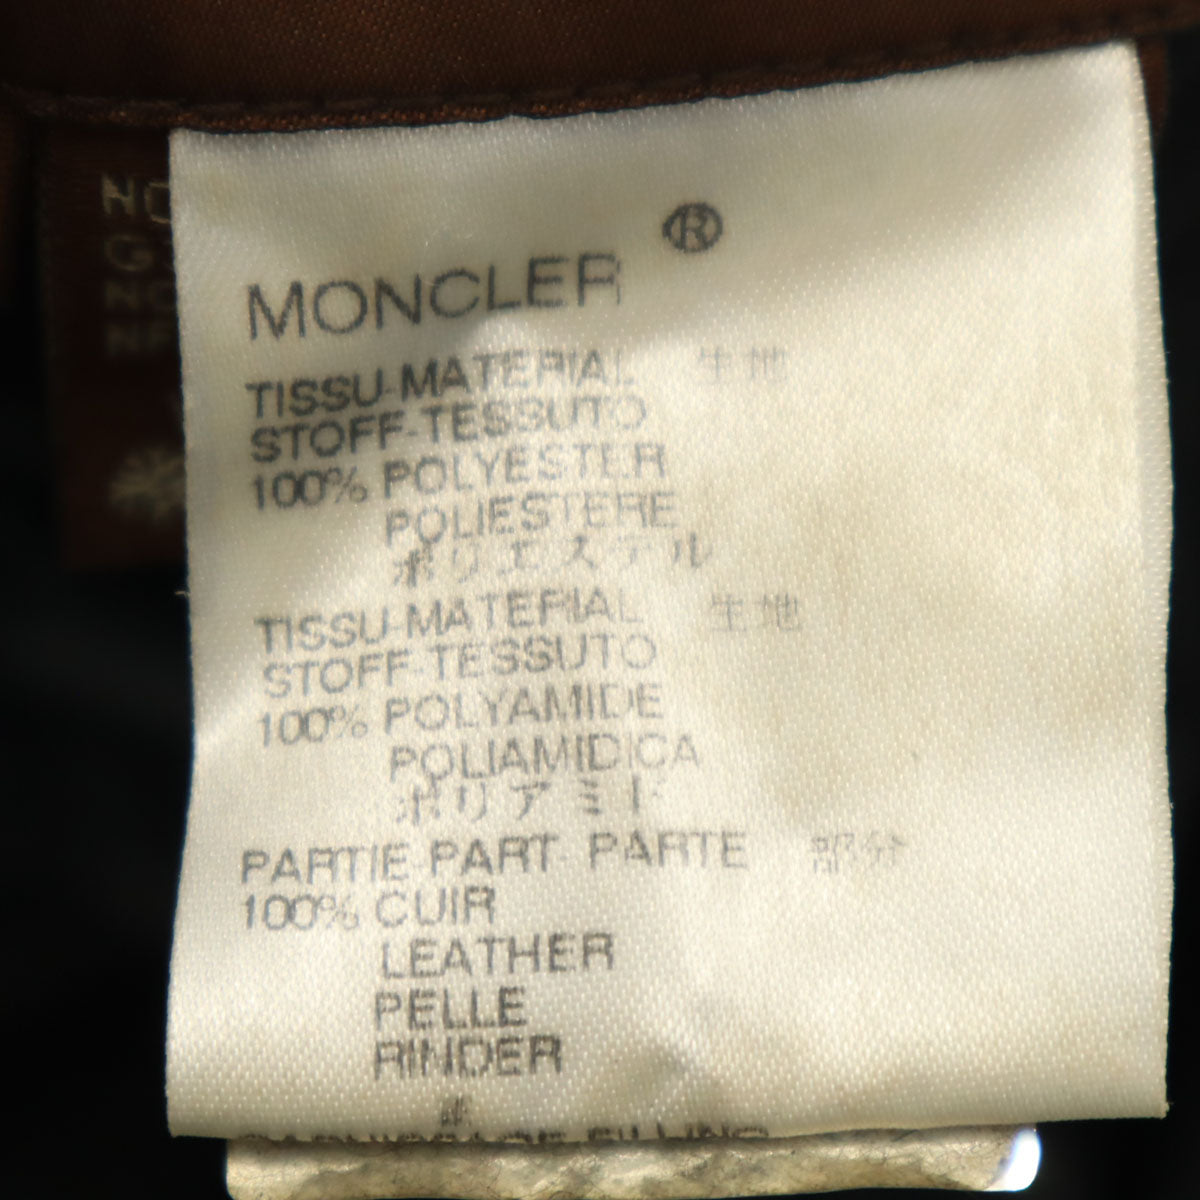 MONCLER ®
TISSU-MATERIAL 生地
STOFF-TESSUTO
100% POLYESTER
POLIESTERE
ポリエステル
TISSU-MATERIAL 生地
STOFF-TESSUTO
100% POLYAMIDE
POLIAMIDICA
ポリアミド
PARTIE-PART- PARTE 部分
100% CUIR
LEATHER
PELLE
RINDER